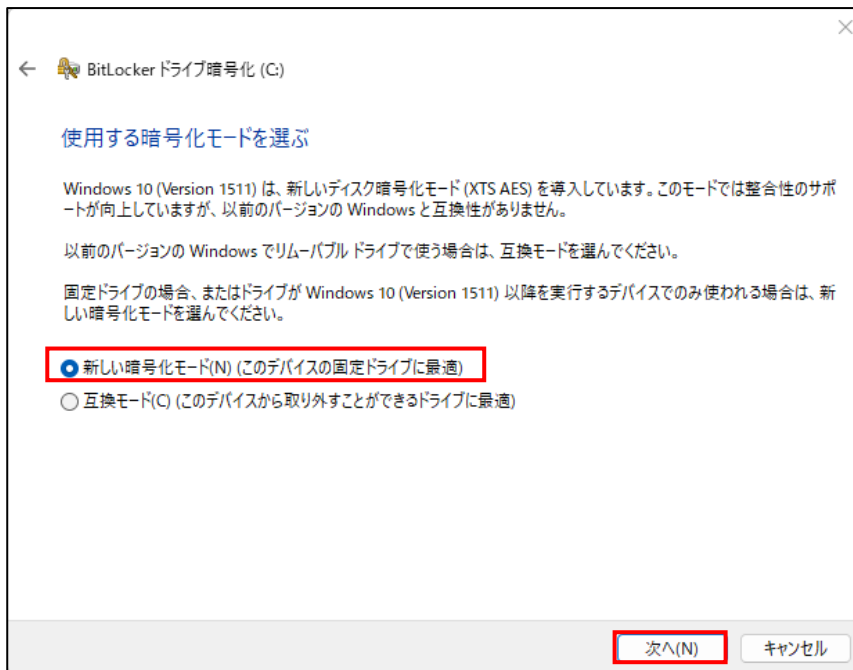 BitLocker ドライブ暗号化 (C:)
使用する暗号化モードを選ぶ
Windows 10 (Version 1511) は、新しいディスク暗号化モード (XTS AES) を導入しています。このモードでは整合性のサポ
ートが向上していますが、以前のバージョンの Windows と互換性がありません。
以前のバージョンの Windows でリムーバブル ドライブで使う場合は、互換モードを選んでください。
固定ドライブの場合、またはドライブが Windows 10 (Version 1511) 以降を実行するデバイスでのみ使われる場合は、新
しい暗号化モードを選んでください。
新しい暗号化モード(N) (このデバイスの固定ドライブに最適)
互換モード(C) (このデバイスから取り外すことができるドライブに最適)
次へ(N)
キャンセル